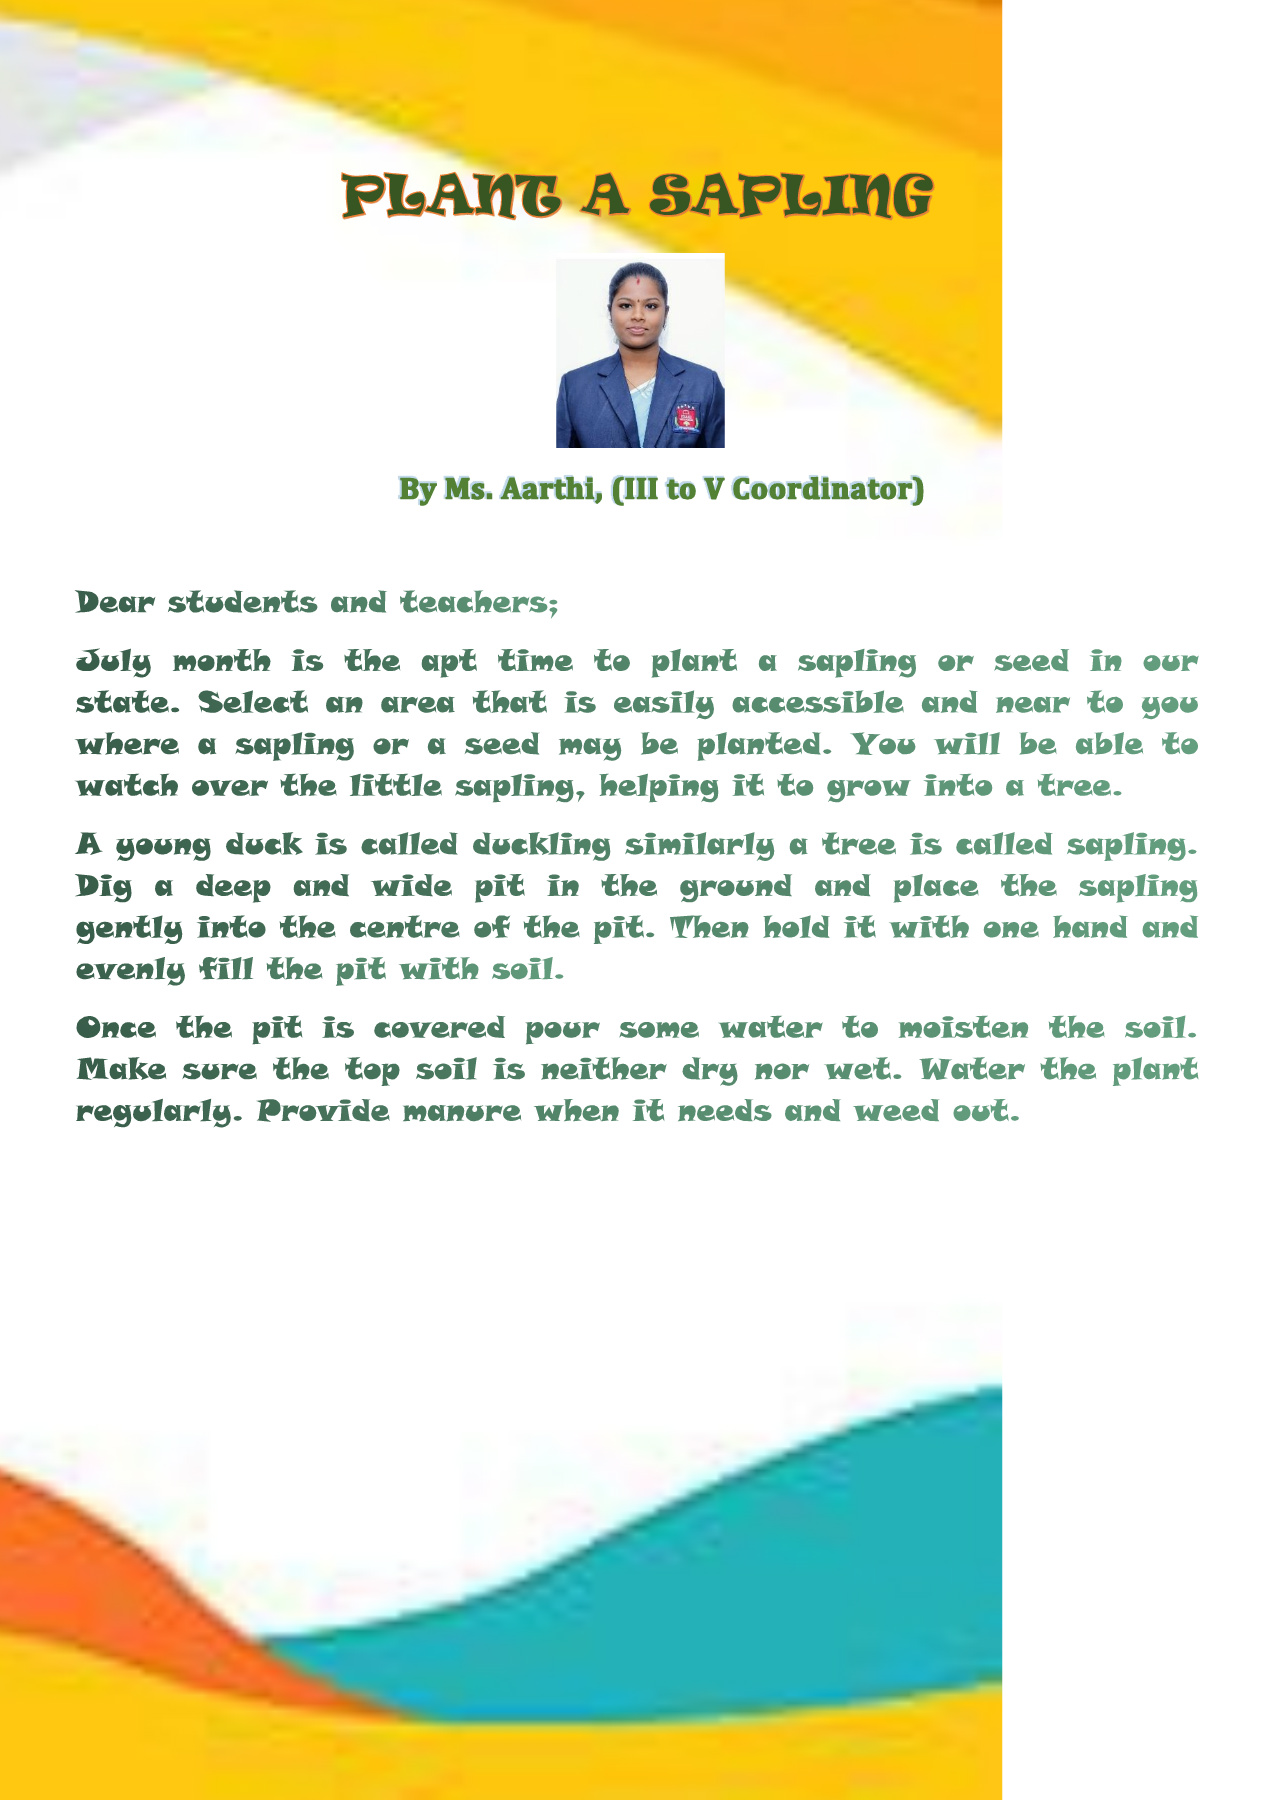 PLANT A SAPLING
By Ms. Aarthi, (III to V Coordinator)
Dear students and teachers;
July month is the apt time to plant a sapling or seed in our
state. Select an area that is easily accessible and near to you
where a sapling or a seed may be planted. You will be able to
watch over the little sapling, helping it to grow into a tree.
A young duck is called duckling similarly a tree is called sapling.
Dig a deep and wide pit in the ground and place the sapling
gently into the centre of the pit. Then hold it with one hand and
evenly fill the pit with soil.
Once the pit is covered pour some water to moisten the soil.
Make sure the top soil is neither dry nor wet. Water the plant
regularly. Provide manure when it needs and weed out.